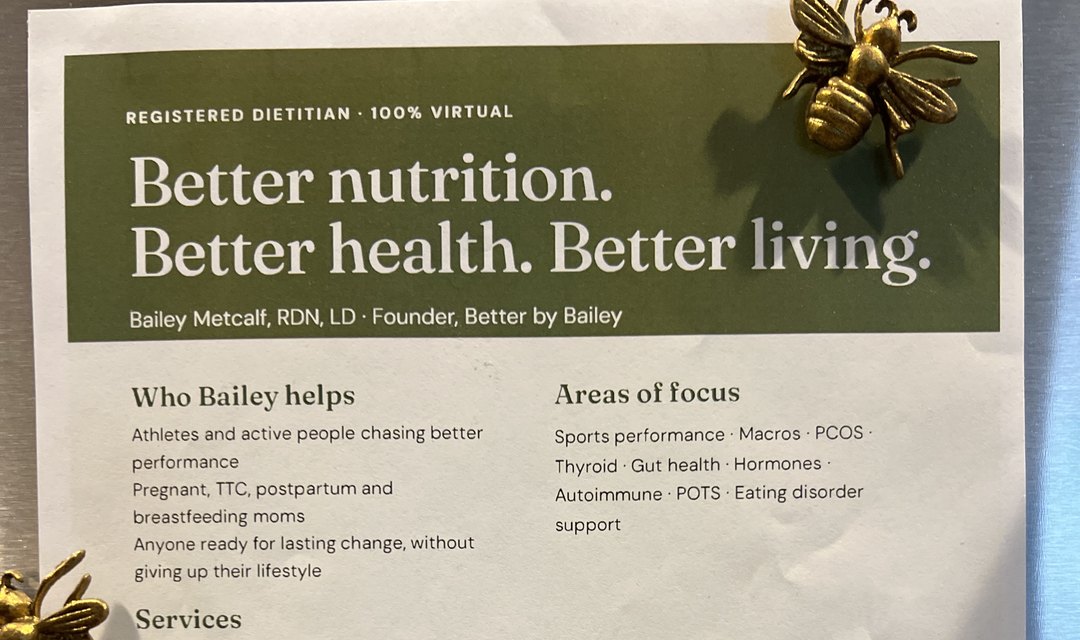 REGISTERED DIETITIAN · 100% VIRTUAL
Better nutrition.
Better health. Better living.
Bailey Metcalf, RDN, LD · Founder, Better by Bailey
Who Bailey helps
Athletes and active people chasing better
performance
Pregnant, TTC, postpartum and
breastfeeding moms
Anyone ready for lasting change, without
giving up their lifestyle
Areas of focus
Sports performance · Macros · PCOS ·
Thyroid · Gut health · Hormones ·
Autoimmune · POTS · Eating disorder
support
Services